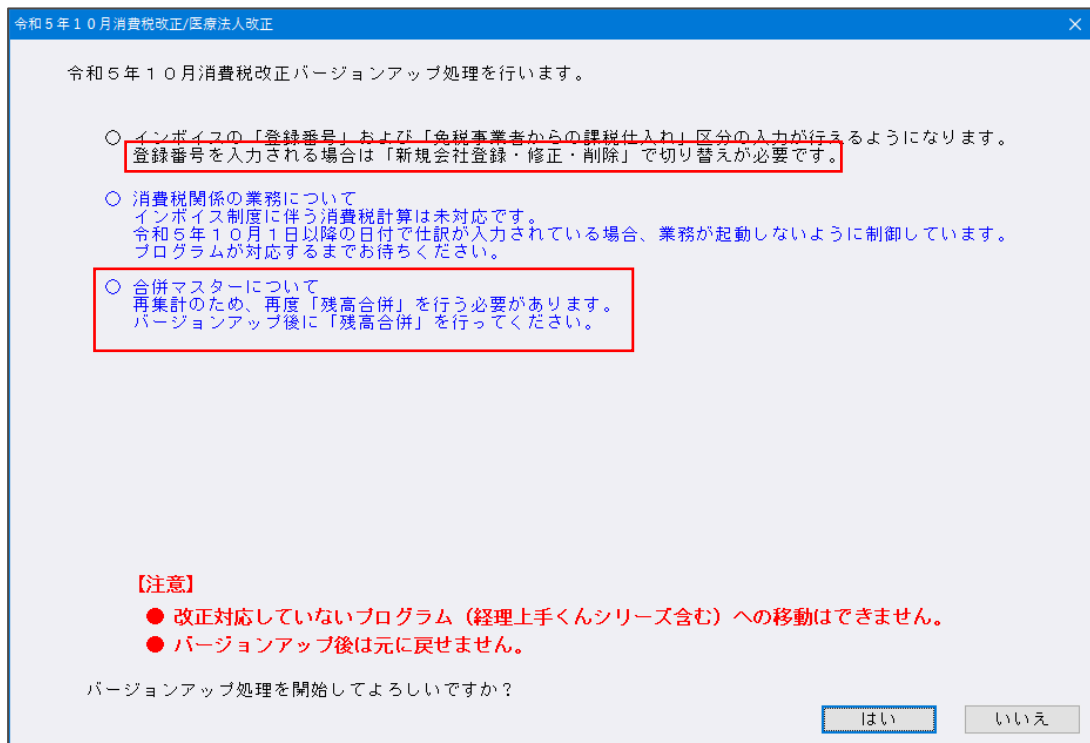 令和５年１０月消費税改正/医療法人改正
令和５年１０月消費税改正バージョンアップ処理を行います。
○ インボイスの「登録番号」および「免税事業者からの課税仕入れ」区分の入力が行えるようになります。
登録番号を入力される場合は「新規会社登録・修正・削除」で切り替えが必要です。
○ 消費税関係の業務について
インボイス制度に伴う消費税計算は未対応です。
令和５年１０月１日以降の日付で仕訳が入力されている場合、業務が起動しないように制御しています。
プログラムが対応するまでお待ちください。
○ 合併マスターについて
再集計のため、再度「残高合併」を行う必要があります。
バージョンアップ後に「残高合併」を行ってください。
【注意】
● 改正対応していないプログラム（経理上手くんシリーズ含む）への移動はできません。
● バージョンアップ後は元に戻せません。
バージョンアップ処理を開始してよろしいですか？
はい
いいえ